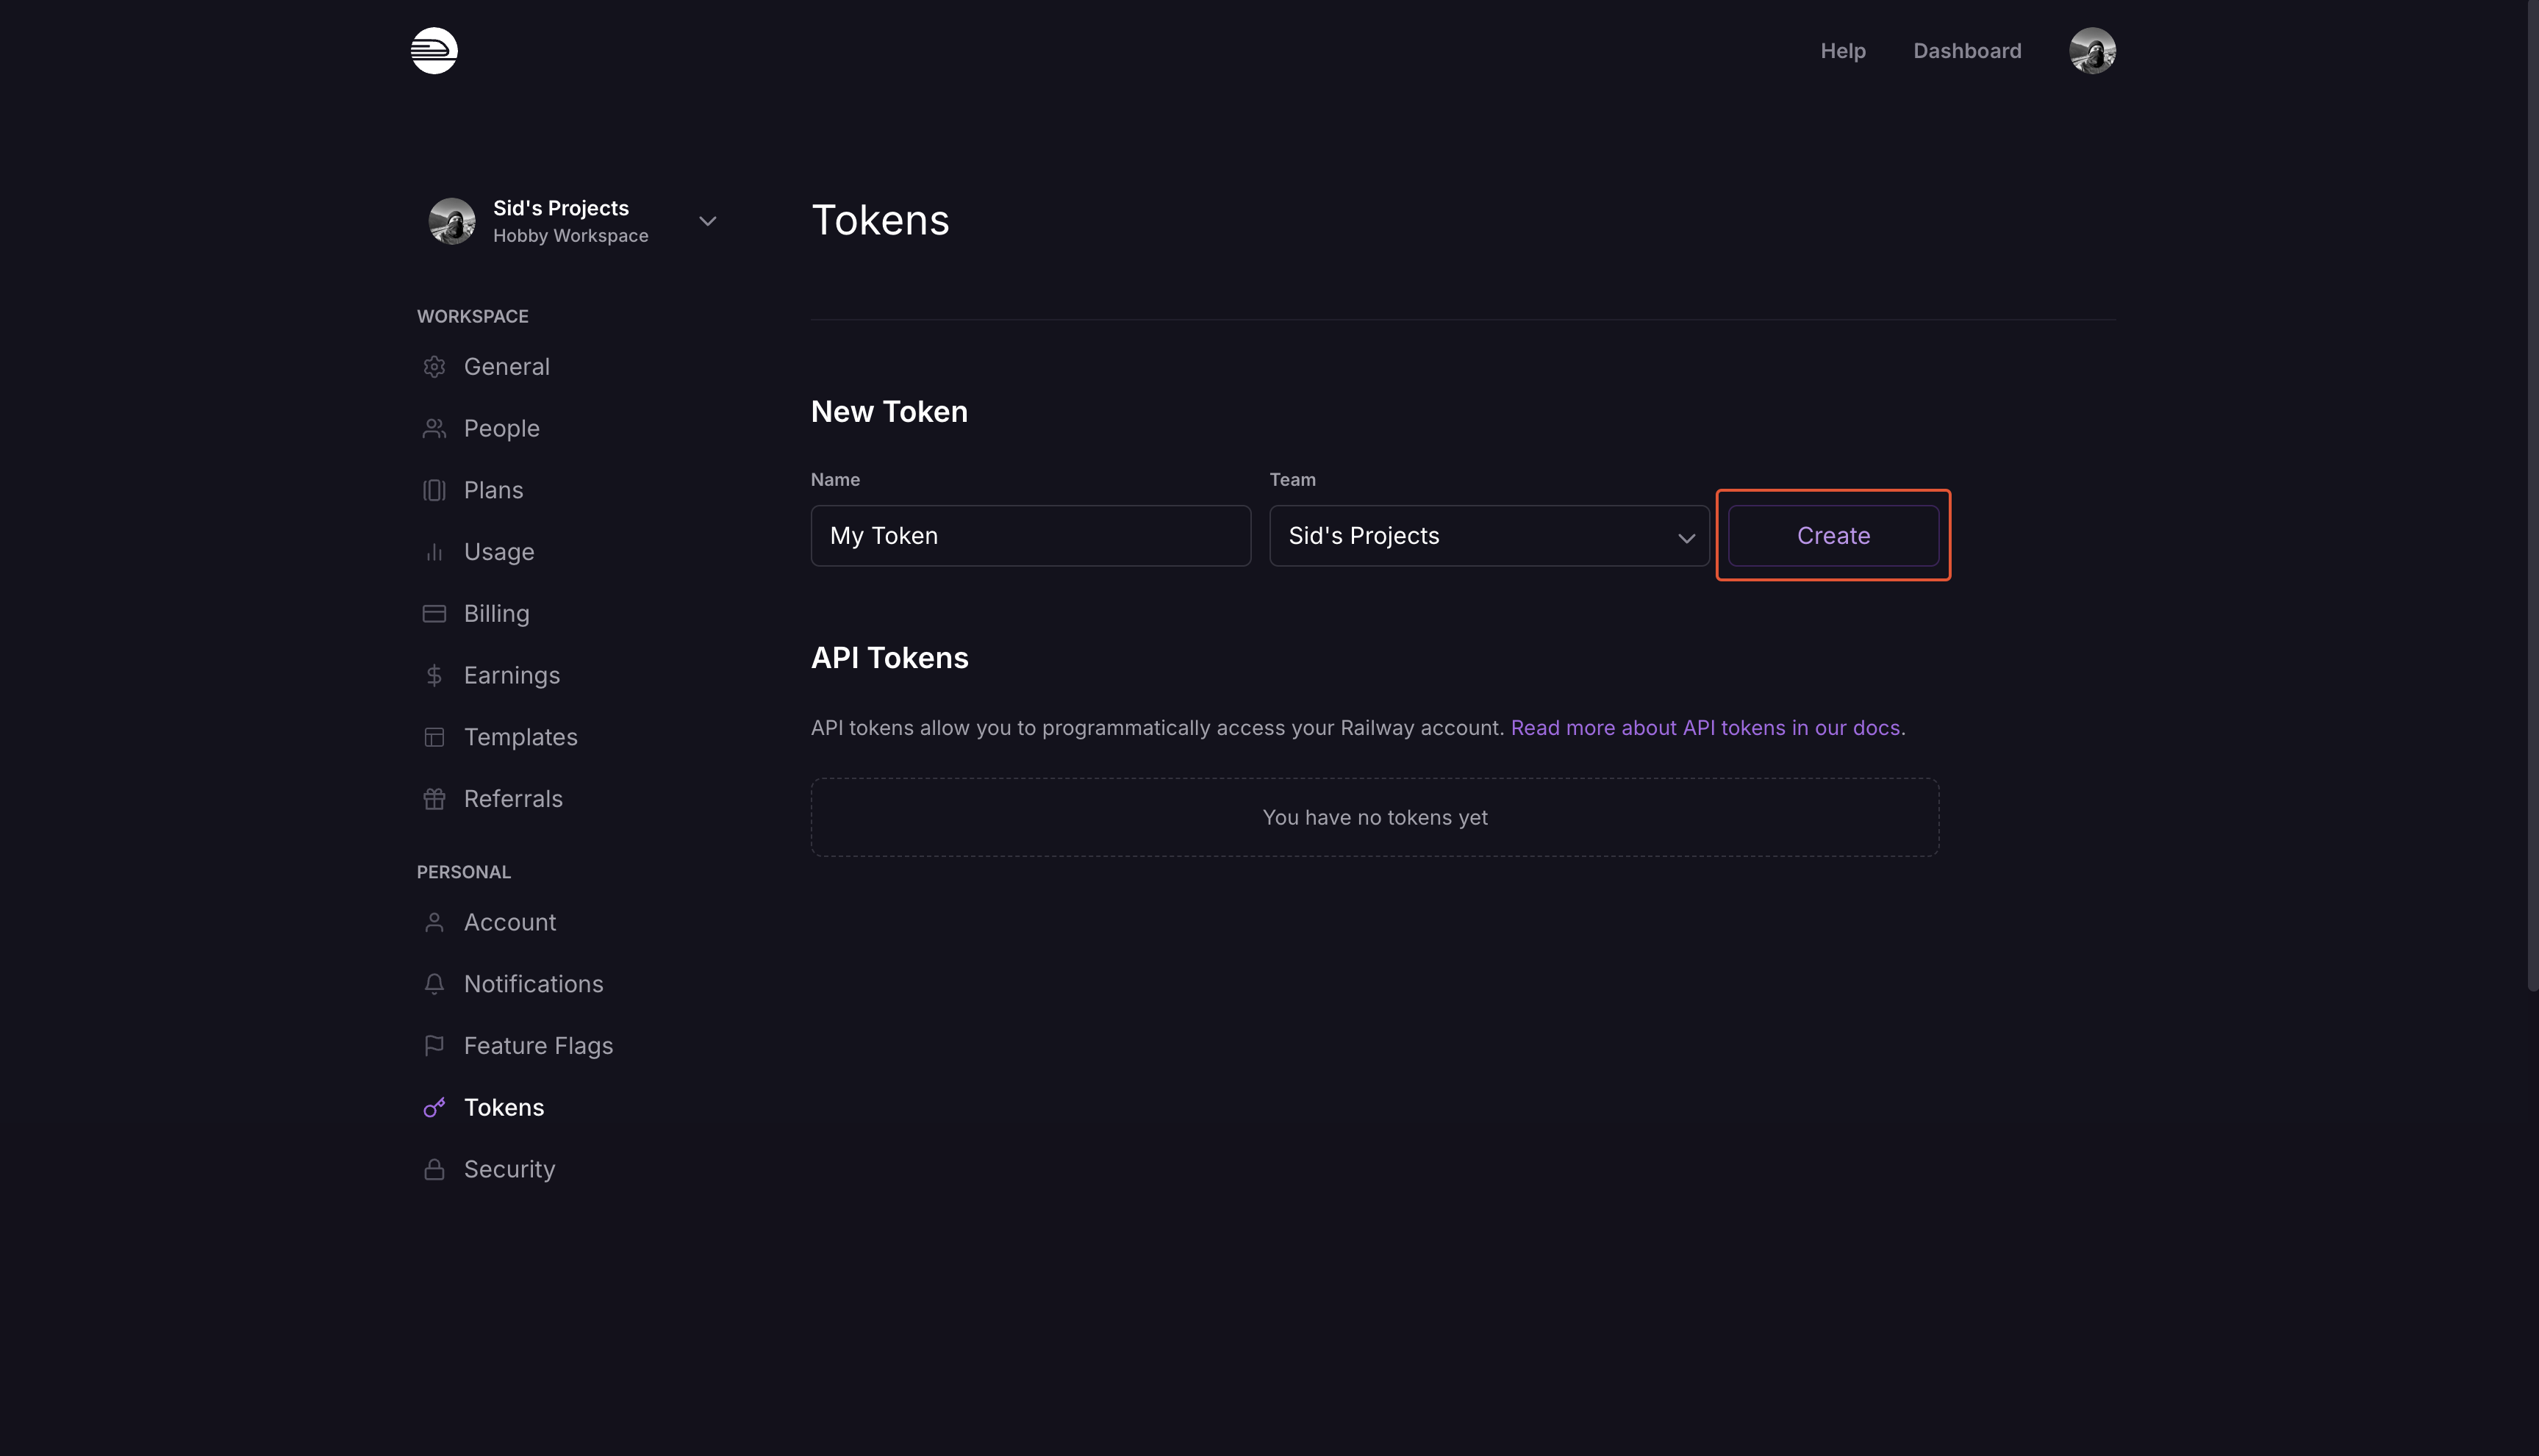 Help
Dashboard
Sid's Projects
Hobby Workspace
WORKSPACE
General
People
Plans
Usage
Billing
Earnings
Templates
Referrals
PERSONAL
Account
Notifications
Feature Flags
Tokens
Security
Tokens
New Token
Name
Team
My Token
Sid's Projects
Create
API Tokens
API tokens allow you to programmatically access your Railway account. Read more about API tokens in our docs.
You have no tokens yet